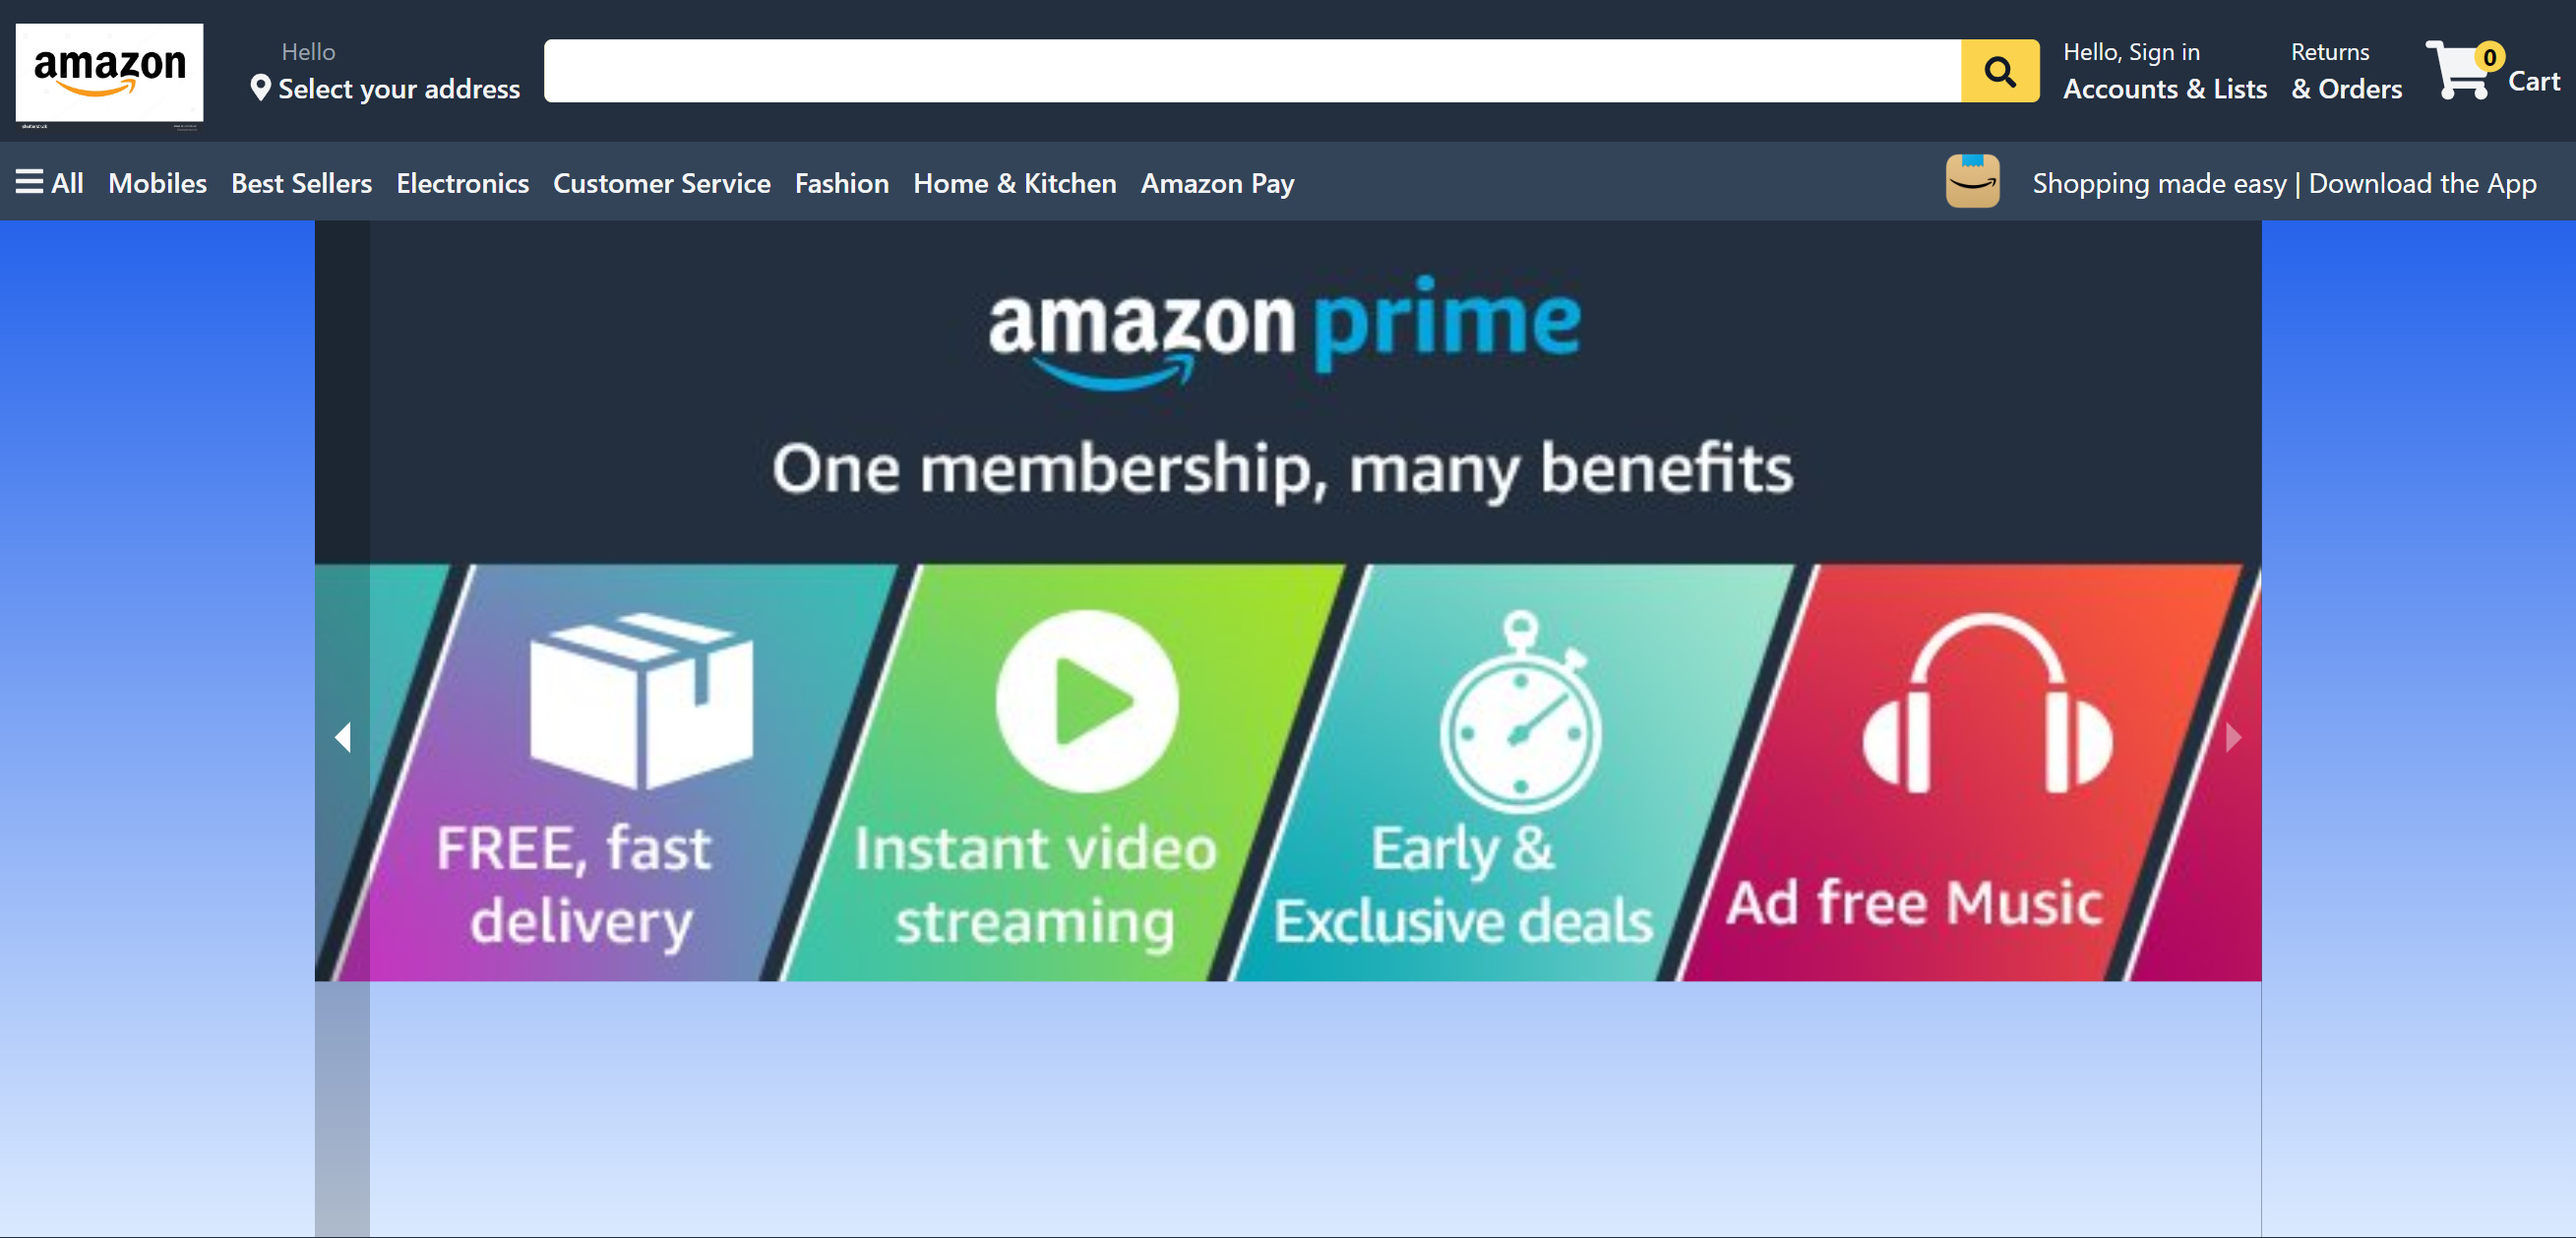 amazon
Hello
Select your address
Hello, Sign in
Accounts & Lists
Returns
& Orders
0
Cart
All Mobiles Best Sellers Electronics Customer Service Fashion Home & Kitchen Amazon Pay
Shopping made easy | Download the App
amazon prime
One membership, many benefits
FREE, fast
delivery
Instant video
streaming
Early &
Exclusive deals
Ad free Music